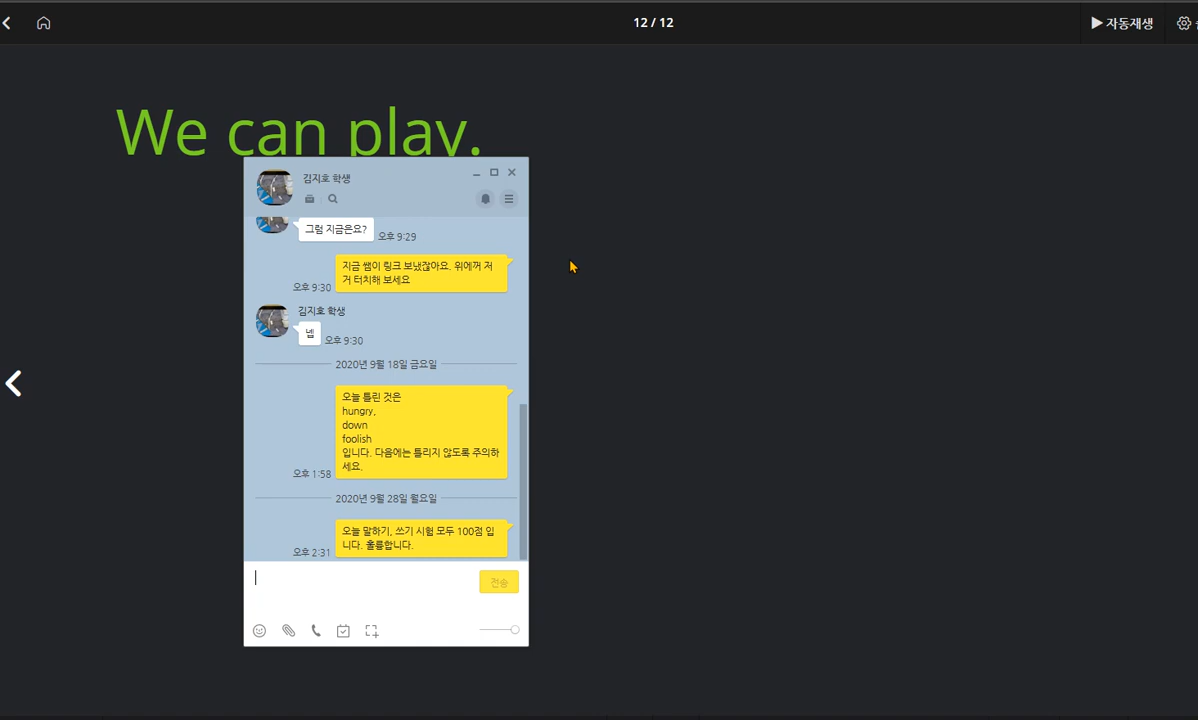 12 / 12
▶ 자동재생
We can play.
김지호 학생
그럼 지금은요?
오후 9:29
지금 쌤이 링크 보냈잖아요. 위에꺼 저
거 터치해 보세요
오후 9:30
김지호 학생
넵
오후 9:30
2020년 9월 18일 금요일
오늘 틀린 것은
hungry,
down
foolish
입니다. 다음에는 틀리지 않도록 주의하
세요.
오후 1:58
2020년 9월 28일 월요일
오늘 말하기, 쓰기 시험 모두 100점 입
니다. 훌륭합니다.
오후 2:31
전송